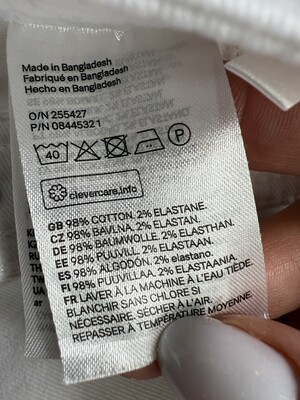 Made in Bangladesh
Fabriqué en Bangladesh
Hecho en Bangladesh
O/N 255427
P/N 08445321
40 P
clevercare.info
GB 98% COTTON. 2% ELASTANE.
CZ 98% BAVLNA. 2% ELASTAN.
DE 98% BAUMWOLLE. 2% ELASTHAN.
EE 98% PUUVILL. 2% ELASTAAN.
ES 98% ALGODÓN. 2% elastano.
FI 98% PUUVILLAA. 2% ELASTAANIA.
FR LAVER À LA MACHINE À L'EAU TIÈDE.
BLANCHIR SANS CHLORE SI
NÉCESSAIRE. SÈCHER À L'AIR.
REPASSER À TEMPÉRATURE MOYENNE.